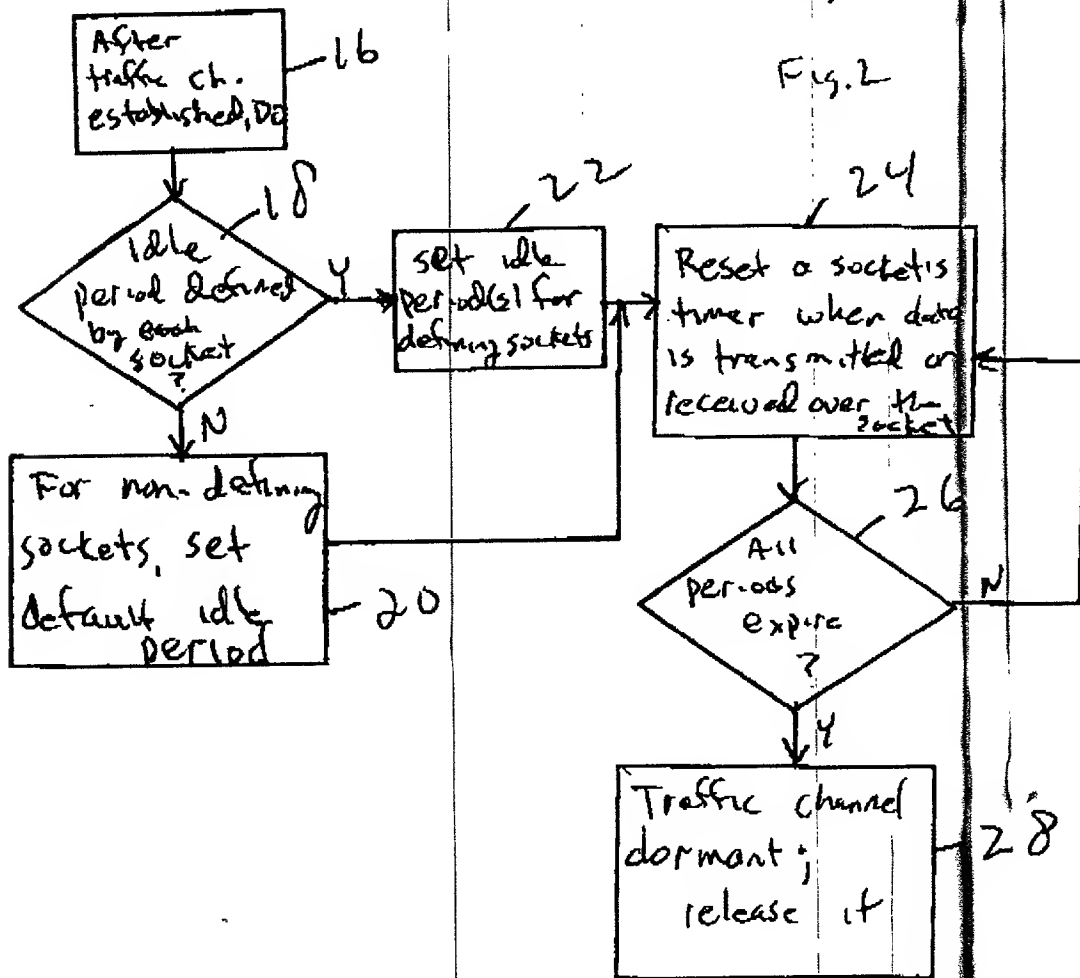 After
traffic ch.
established, DO
16
Fig. 2
18
Idle
period defined
by each
socket
?
Y
N
22
set idle
period(s) for
defining sockets
24
Reset a socket's
timer when data
is transmitted or
received over the
socket
For non-defining
sockets, set
default idle
period
20
26
All
periods
expire
?
N
Y
Traffic channel
dormant;
release it
28